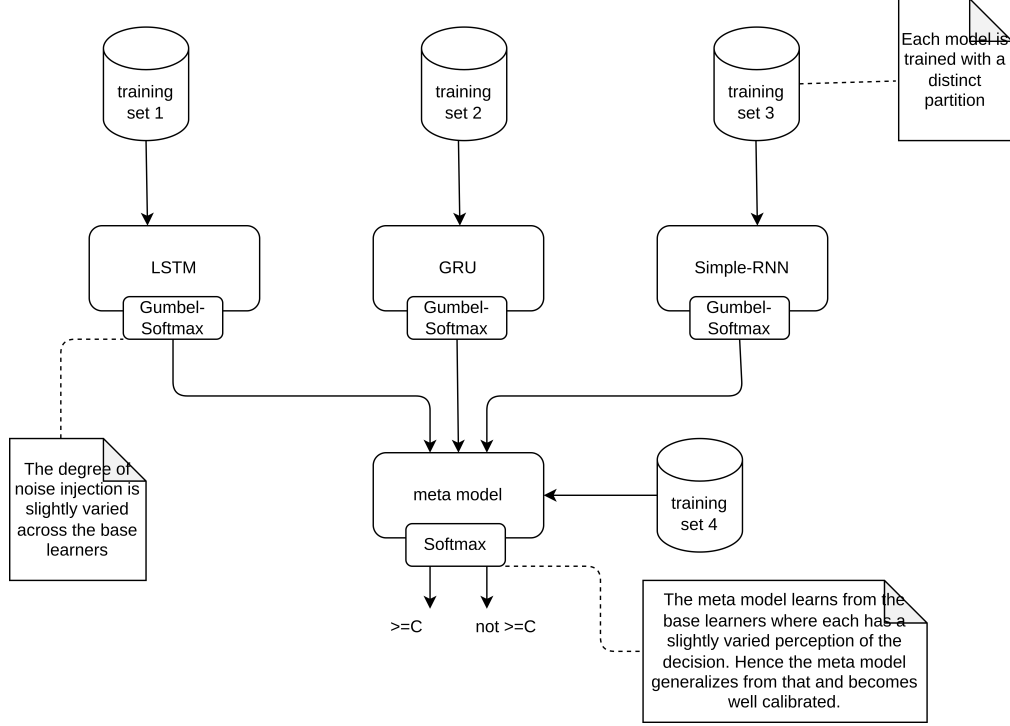 training
set 1
training
set 2
training
set 3
Each model is
trained with a
distinct
partition
LSTM
Gumbel-
Softmax
GRU
Gumbel-
Softmax
Simple-RNN
Gumbel-
Softmax
The degree of
noise injection is
slightly varied
across the base
learners
meta model
Softmax
training
set 4
>=C
not >=C
The meta model learns from the
base learners where each has a
slightly varied perception of the
decision. Hence the meta model
generalizes from that and becomes
well calibrated.